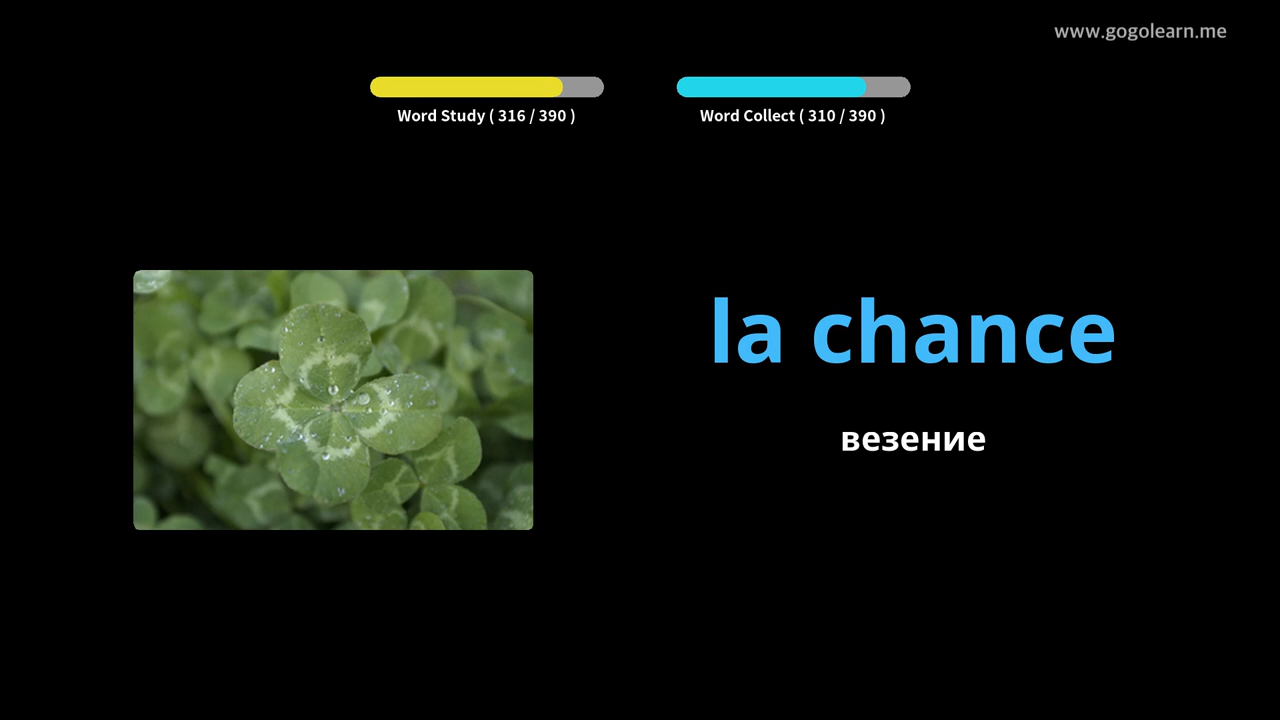 www.gogolearn.me
Word Study ( 316 / 390 )
Word Collect ( 310 / 390 )
la chance
везение